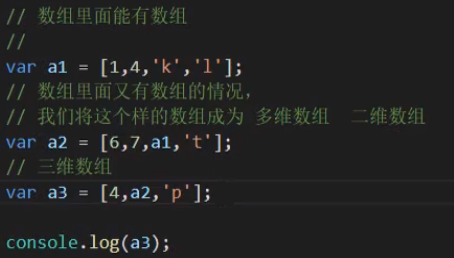 // 数组里面能有数组
//
var a1 = [1,4,'k','l'];
// 数组里面又有数组的情况，
// 我们将这个样的数组成为 多维数组  二维数组
var a2 = [6,7,a1,'t'];
// 三维数组
var a3 = [4,a2,'p'];
console.log(a3);